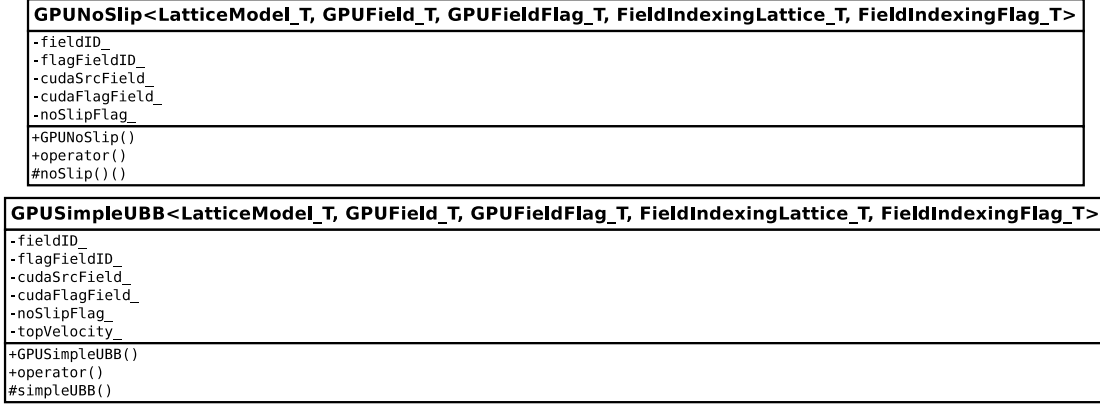 GPUNoSlip<LatticeModel_T, GPUField_T, GPUFieldFlag_T, FieldIndexingLattice_T, FieldIndexingFlag_T>
-fieldID_
-flagFieldID_
-cudaSrcField_
-cudaFlagField_
-noSlipFlag_
+GPUNoSlip()
+operator()
#noSlip()()
GPUSimpleUBB<LatticeModel_T, GPUField_T, GPUFieldFlag_T, FieldIndexingLattice_T, FieldIndexingFlag_T>
-fieldID_
-flagFieldID_
-cudaSrcField_
-cudaFlagField_
-noSlipFlag_
-topVelocity_
+GPUSimpleUBB()
+operator()
#simpleUBB()